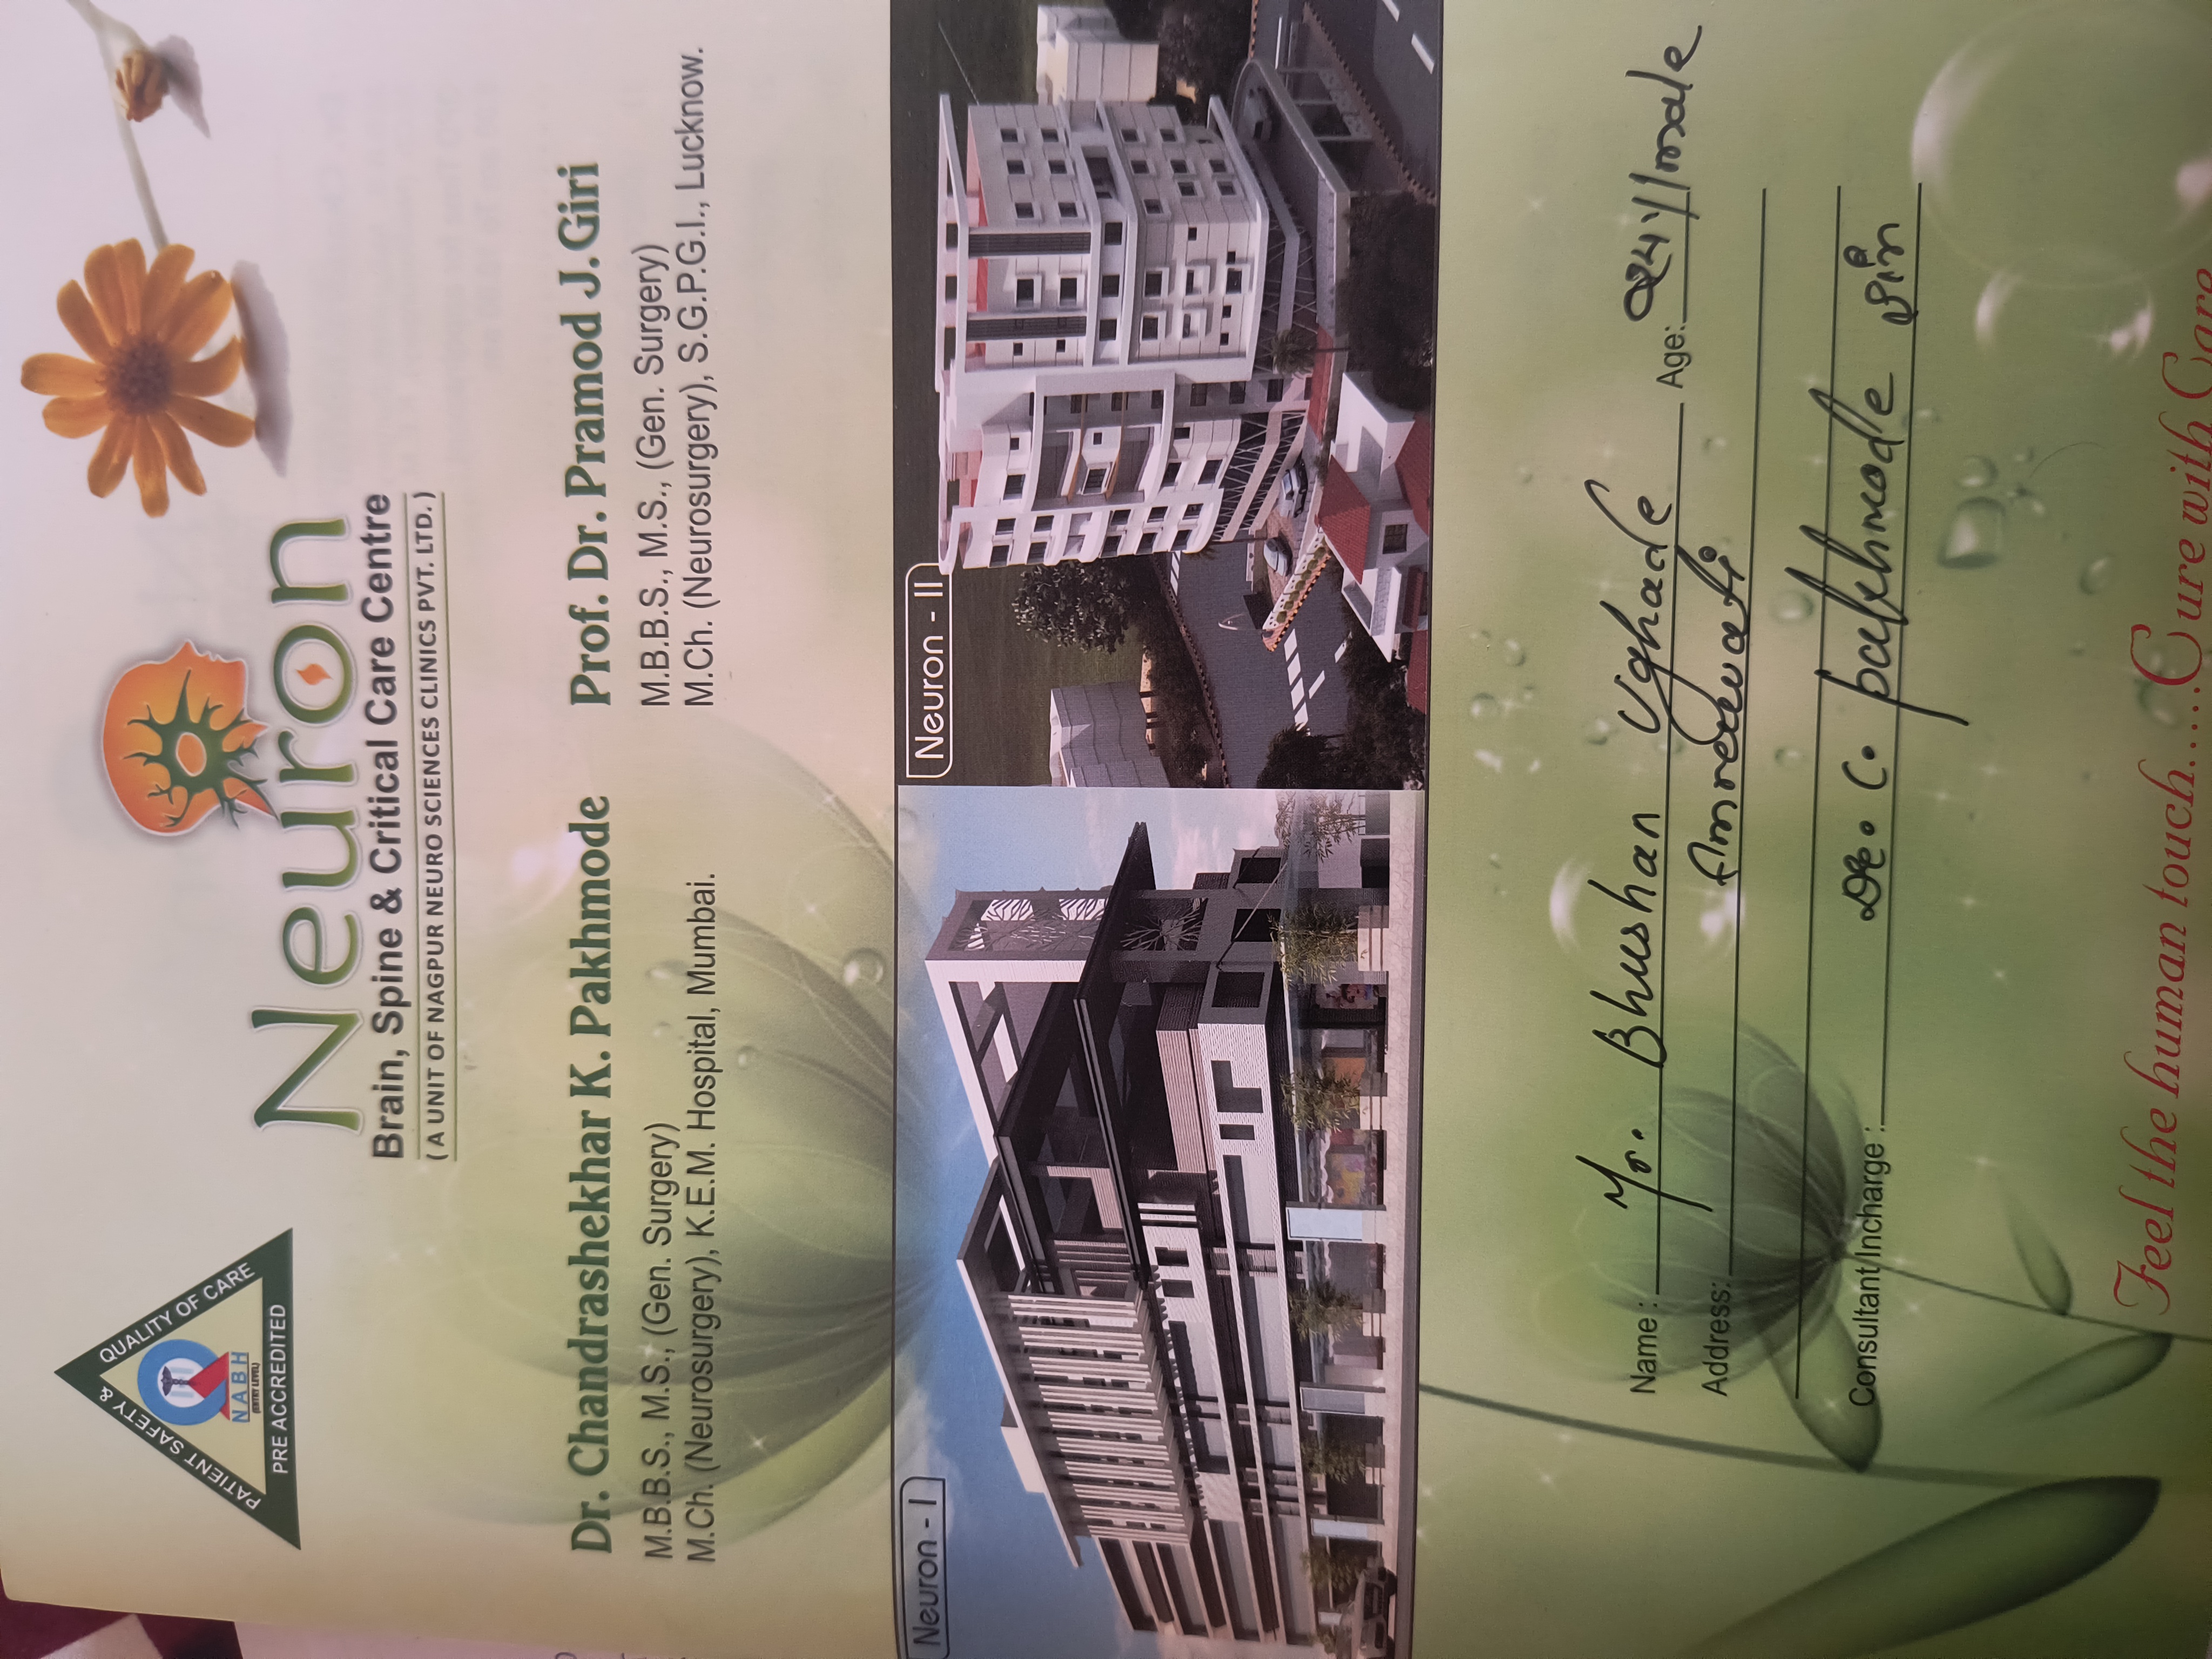 PATIENT SAFETY & QUALITY OF CARE
NABH
PRE ACCREDITED
Neuron
Brain, Spine & Critical Care Centre
( A UNIT OF NAGPUR NEURO SCIENCES CLINICS PVT. LTD. )
Dr. Chandrashekhar K. Pakhmode
M.B.B.S., M.S., (Gen. Surgery)
M.Ch. (Neurosurgery), K.E.M. Hospital, Mumbai.
Prof. Dr. Pramod J. Giri
M.B.B.S., M.S., (Gen. Surgery)
M.Ch. (Neurosurgery), S.G.P.G.I., Lucknow.
Neuron - I
Neuron - II
Name : Mr. Bhushan Ughade Age: 24Y/male
Address: Amravati
Consultant/Incharge : Dr. C. Pakhmode Sir
Feel the human touch.....Cure with Care